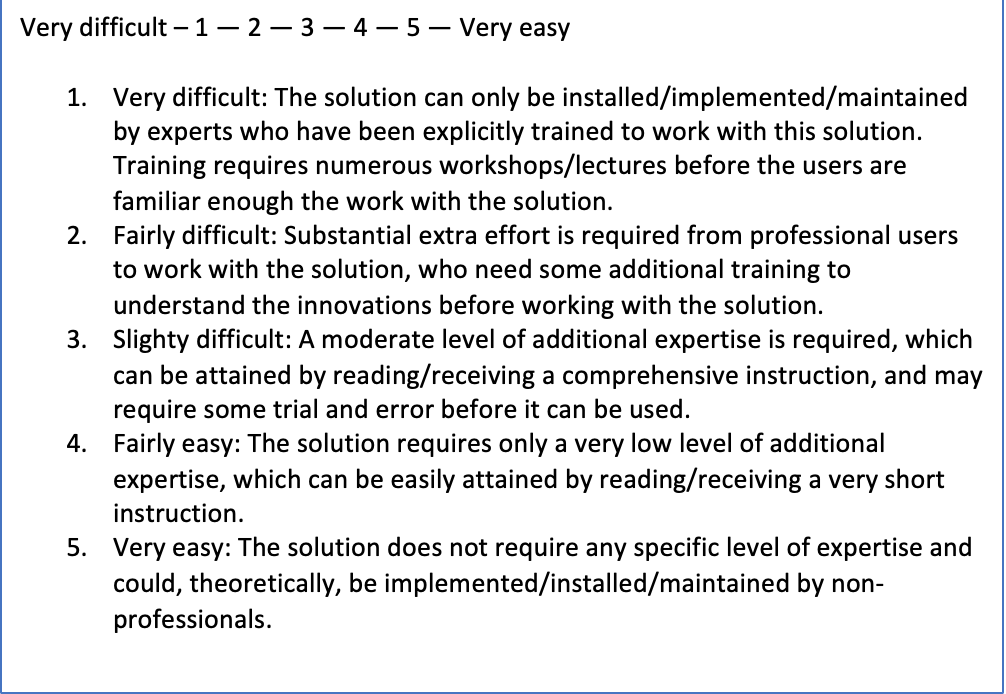 Very difficult – 1 — 2 — 3 — 4 — 5 — Very easy
1. Very difficult: The solution can only be installed/implemented/maintained
by experts who have been explicitly trained to work with this solution.
Training requires numerous workshops/lectures before the users are
familiar enough the work with the solution.
2. Fairly difficult: Substantial extra effort is required from professional users
to work with the solution, who need some additional training to
understand the innovations before working with the solution.
3. Slighty difficult: A moderate level of additional expertise is required, which
can be attained by reading/receiving a comprehensive instruction, and may
require some trial and error before it can be used.
4. Fairly easy: The solution requires only a very low level of additional
expertise, which can be easily attained by reading/receiving a very short
instruction.
5. Very easy: The solution does not require any specific level of expertise and
could, theoretically, be implemented/installed/maintained by non-
professionals.